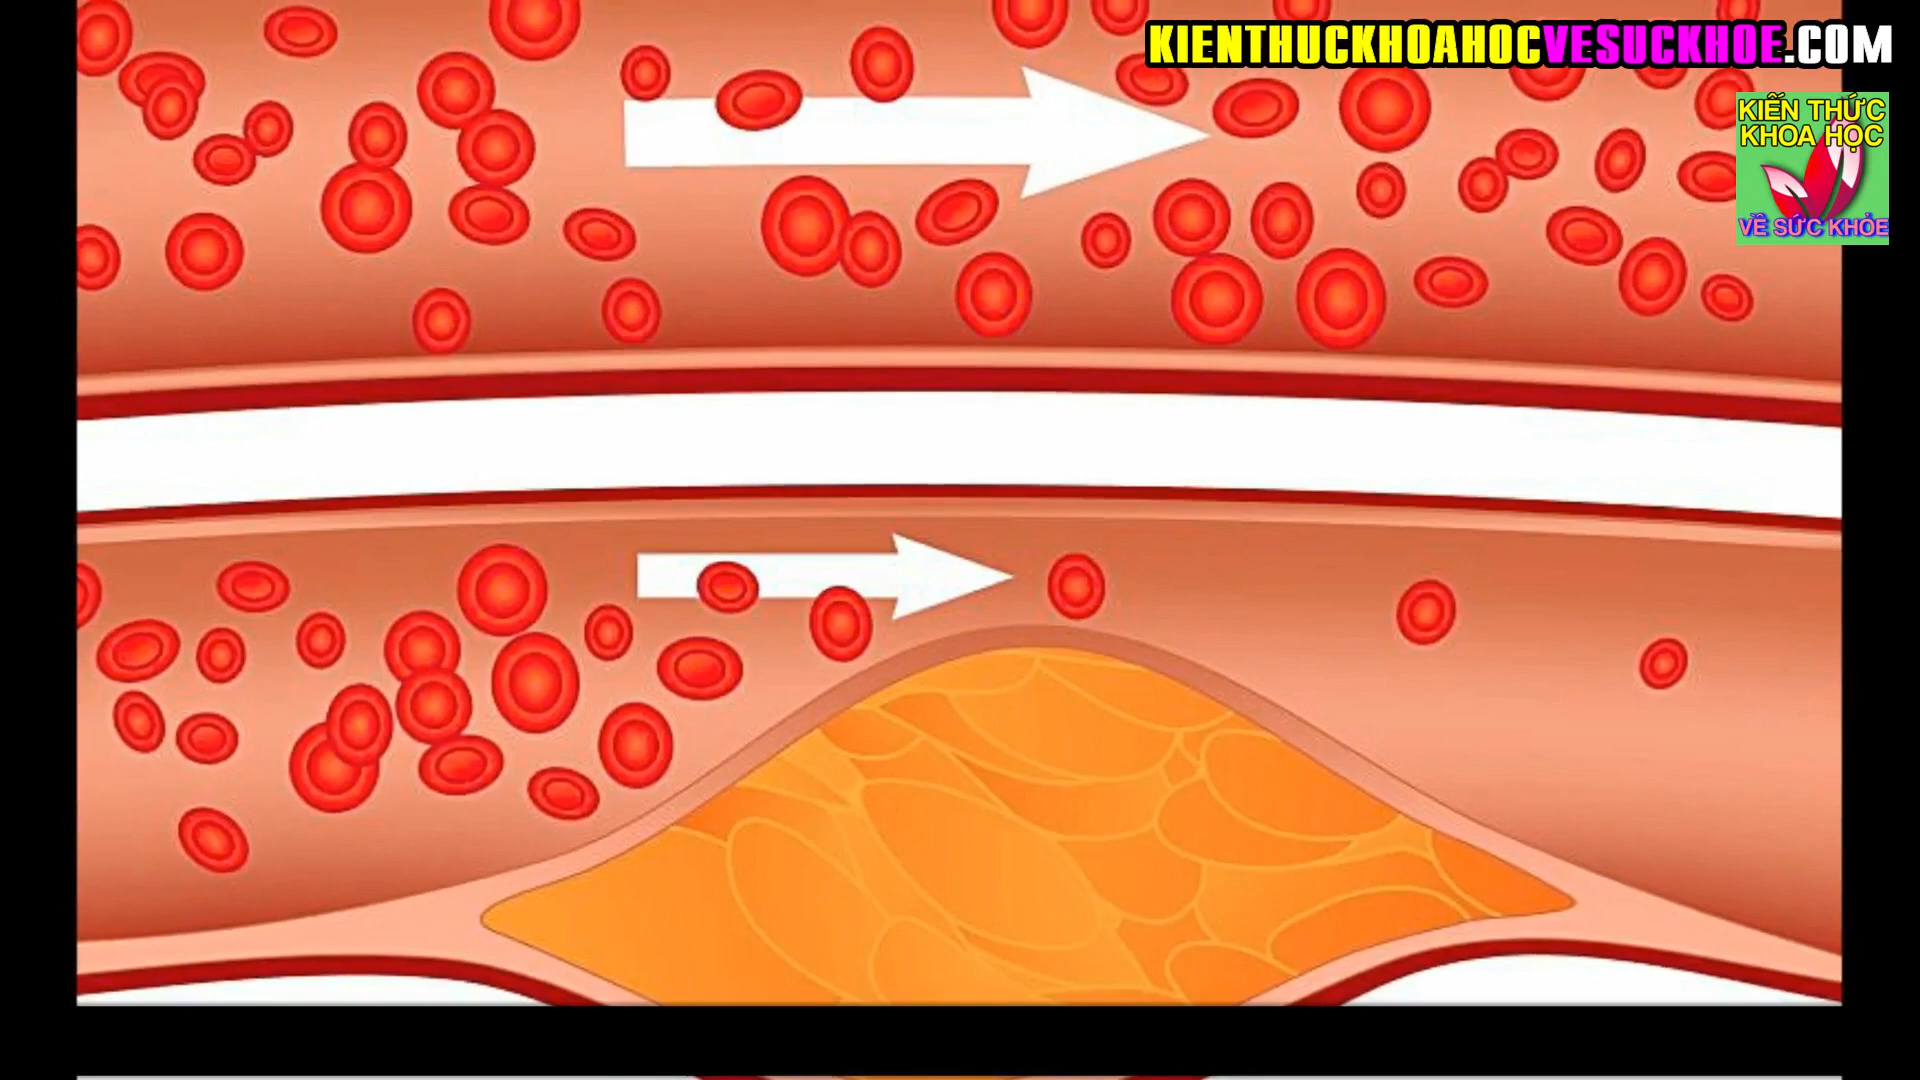 KIENTHUCKHOAHOCVESUCKHOE.COM
KIẾN THỨC
KHOA HỌC
VỀ SỨC KHỎE